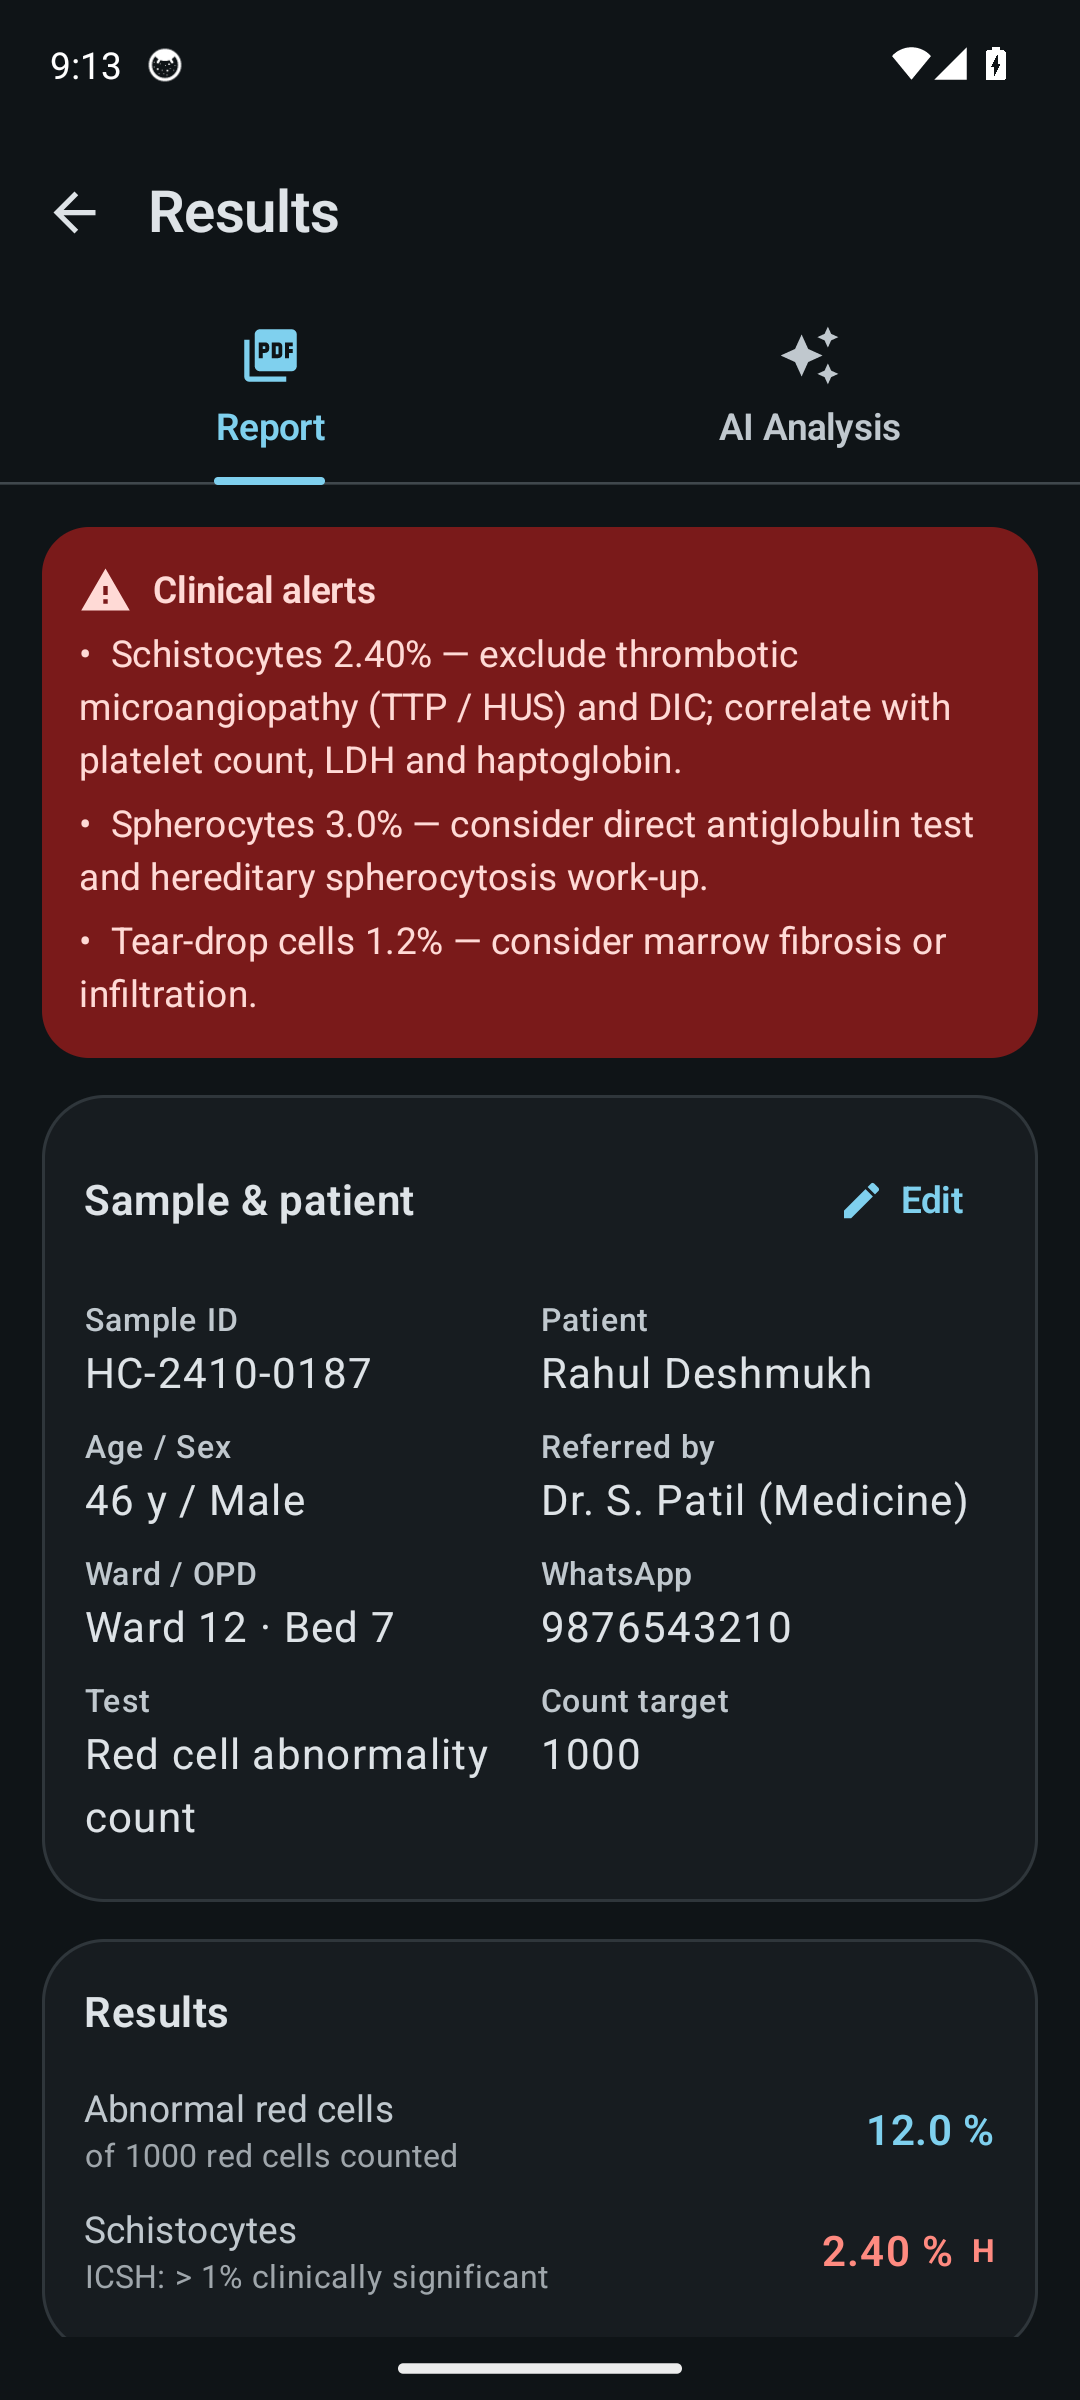 9:13
Results
PDF
Report
AI Analysis
Clinical alerts
• Schistocytes 2.40% — exclude thrombotic
microangiopathy (TTP / HUS) and DIC; correlate with
platelet count, LDH and haptoglobin.
• Spherocytes 3.0% — consider direct antiglobulin test
and hereditary spherocytosis work-up.
• Tear-drop cells 1.2% — consider marrow fibrosis or
infiltration.
Sample & patient
Edit
Sample ID
HC-2410-0187
Patient
Rahul Deshmukh
Age / Sex
46 y / Male
Referred by
Dr. S. Patil (Medicine)
Ward / OPD
Ward 12 · Bed 7
WhatsApp
9876543210
Test
Red cell abnormality
count
Count target
1000
Results
Abnormal red cells
of 1000 red cells counted
12.0 %
Schistocytes
ICSH: > 1% clinically significant
2.40 % H